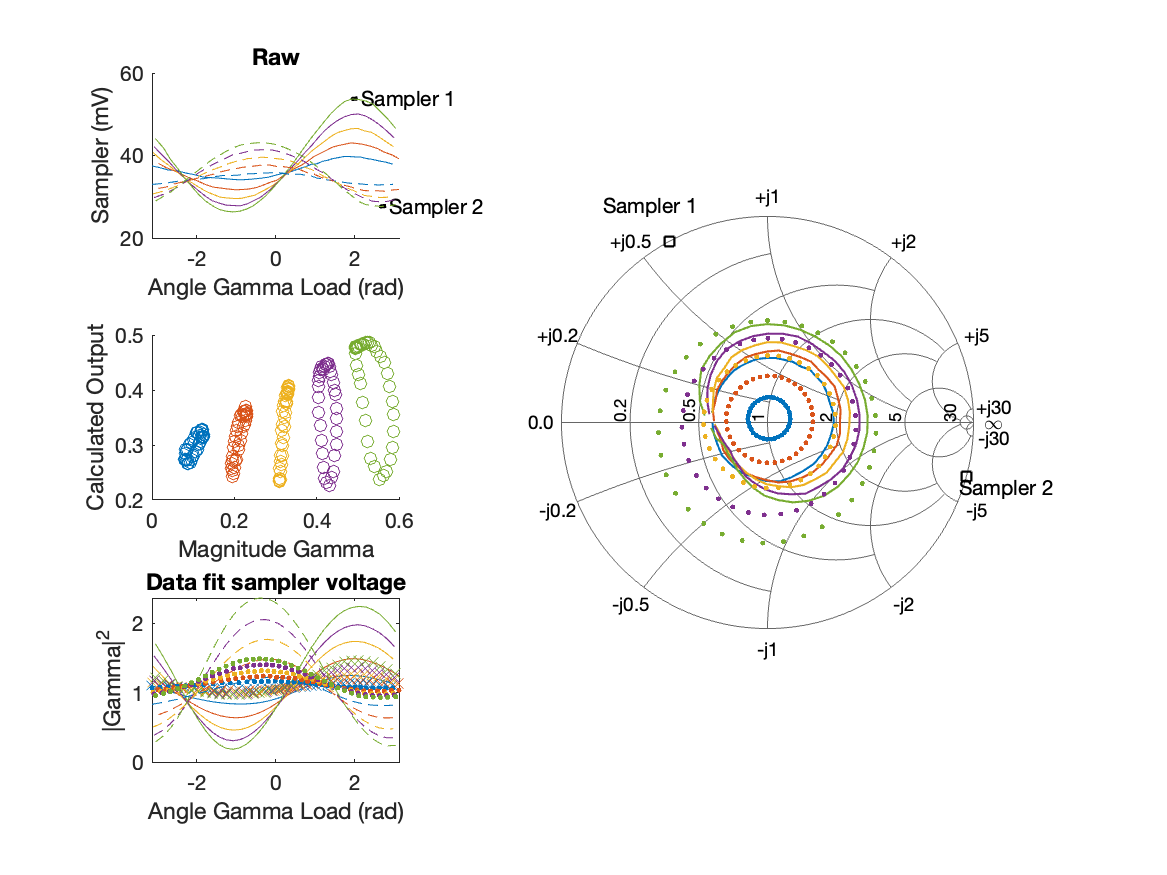 Raw
60
40
20
Sampler (mV)
Sampler 1
Sampler 2
-2
0
2
Angle Gamma Load (rad)
0.5
0.4
0.3
0.2
Calculated Output
0
0.2
0.4
0.6
Magnitude Gamma
Data fit sampler voltage
2
1
0
|Gamma|2
-2
0
2
Angle Gamma Load (rad)
Sampler 1
+j1
+j0.5
+j2
+j0.2
+j5
0.0
0.2
0.5
1
2
5
30
+j30
∞
-j30
Sampler 2
-j0.2
-j5
-j0.5
-j2
-j1